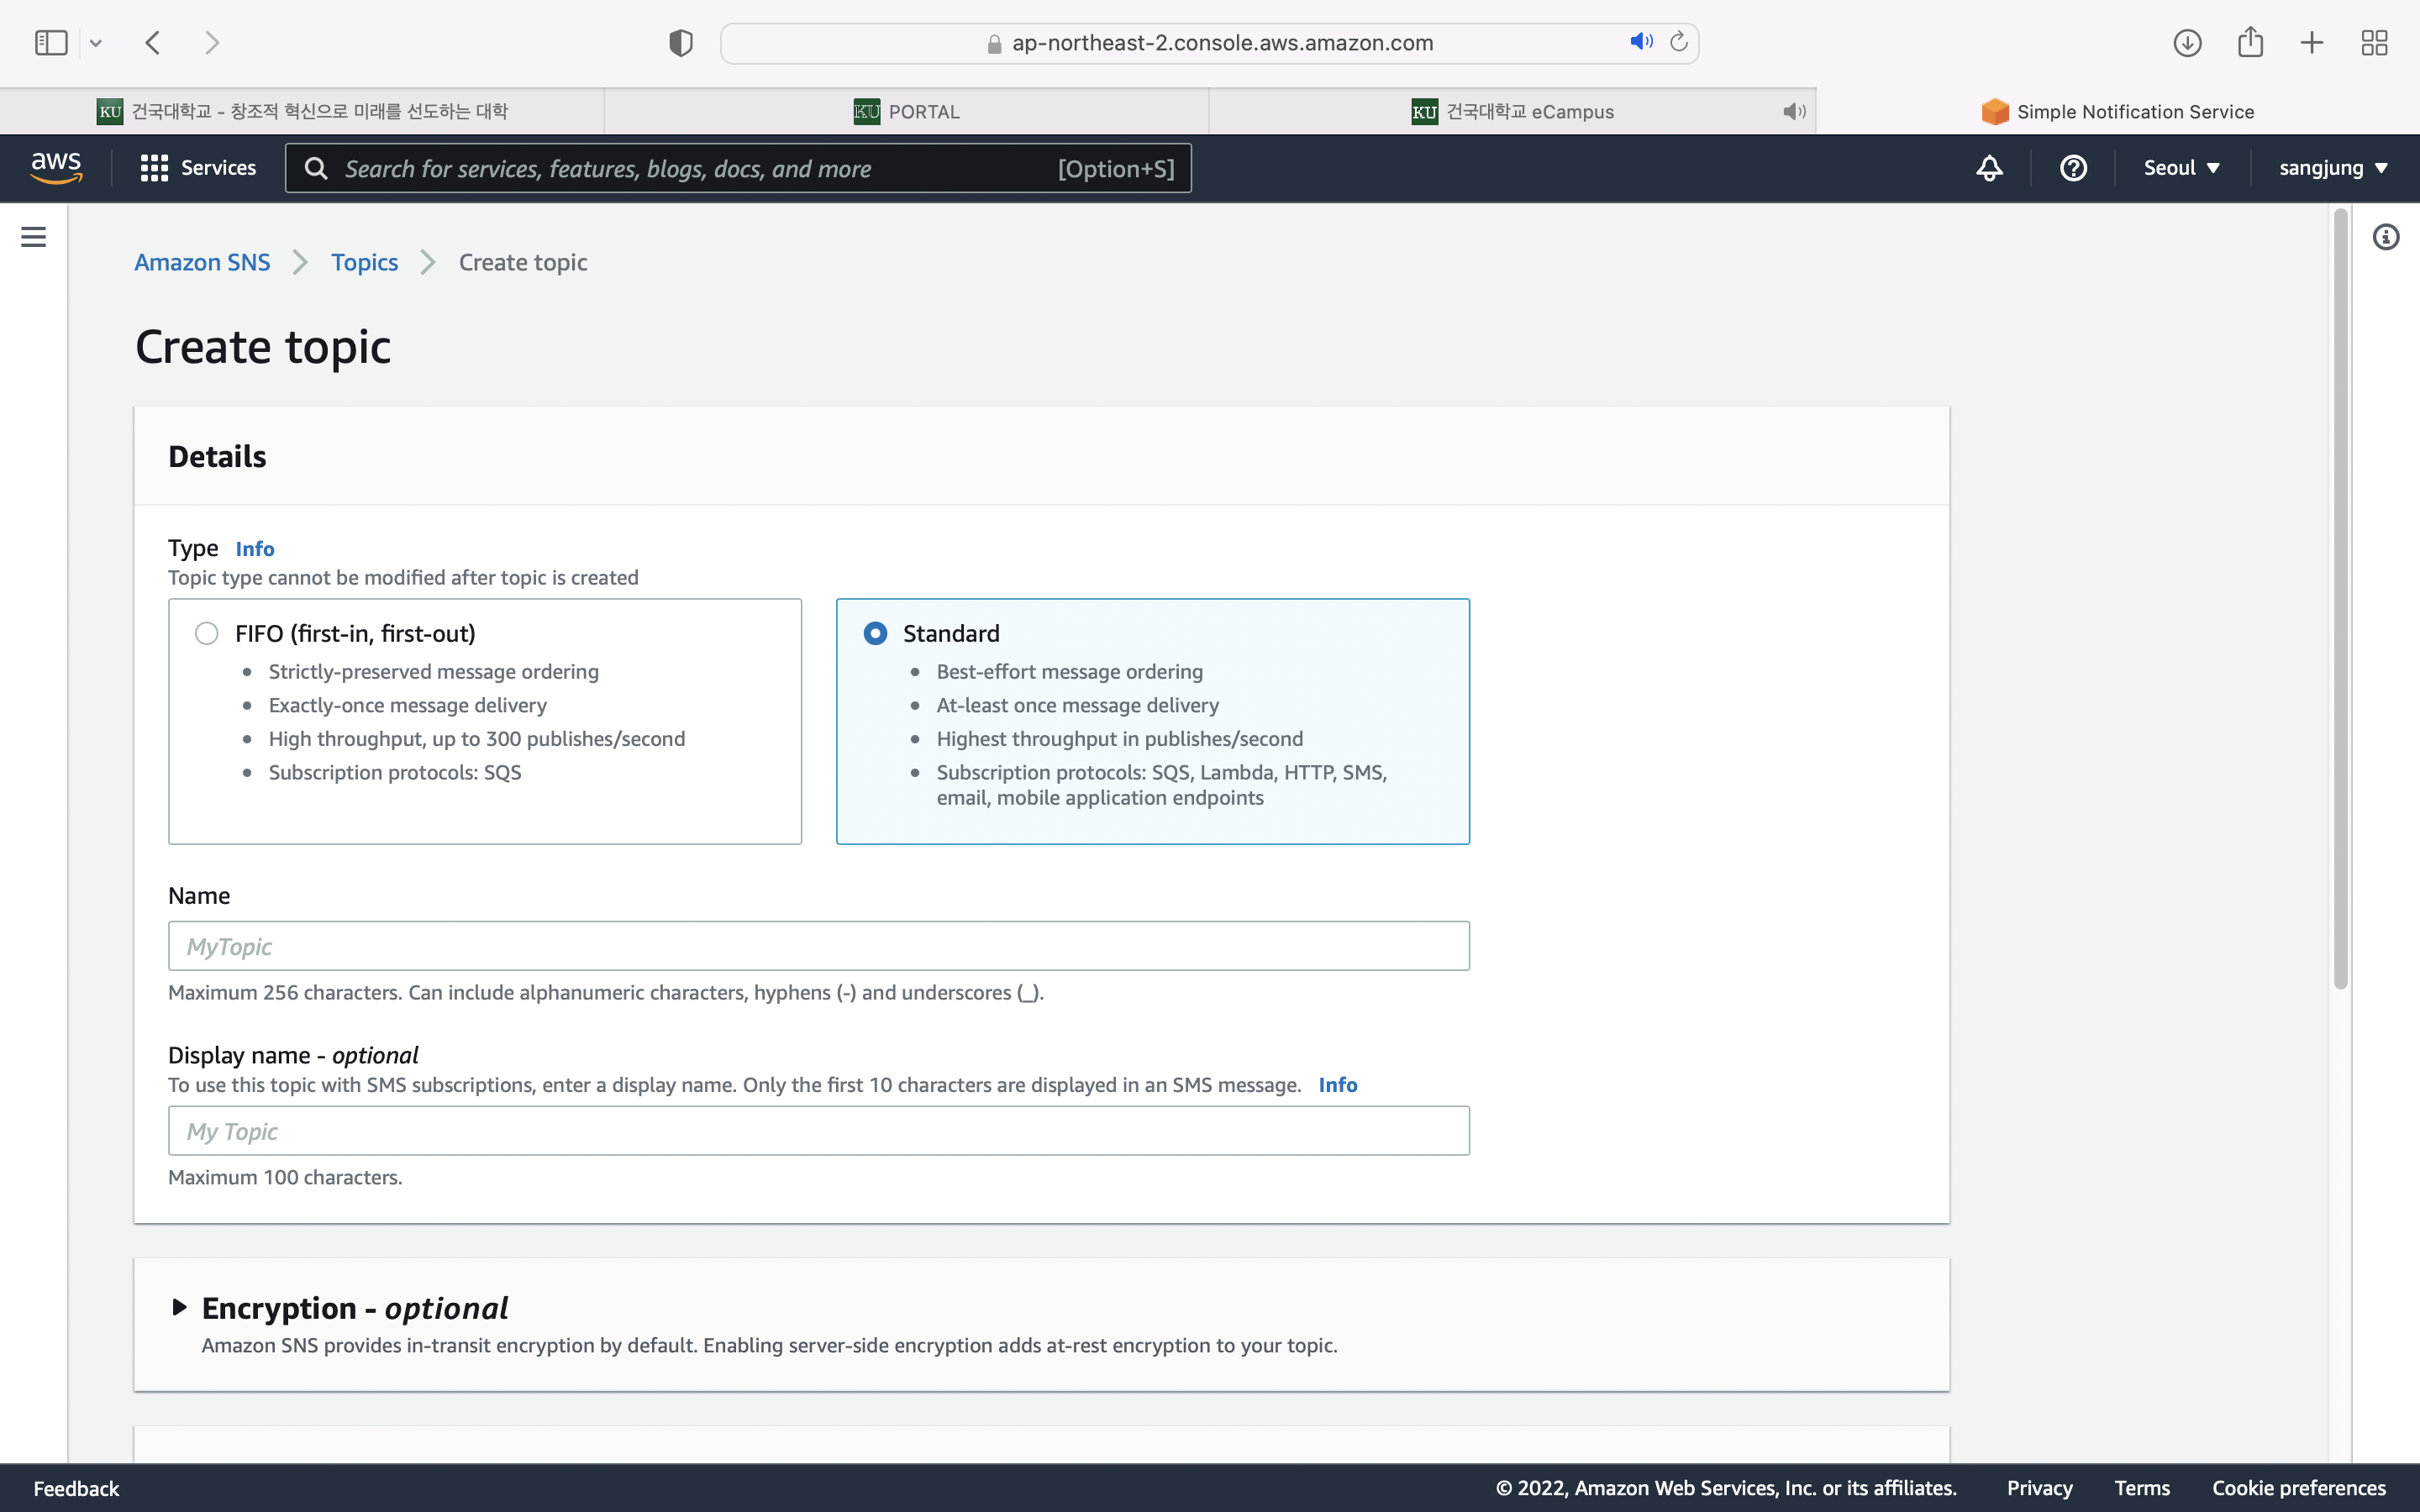 ap-northeast-2.console.aws.amazon.com
KU 건국대학교 - 창조적 혁신으로 미래를 선도하는 대학
KU PORTAL
KU 건국대학교 eCampus
Simple Notification Service
aws
Services
Search for services, features, blogs, docs, and more [Option+S]
Seoul
sangjung
Amazon SNS
Topics
Create topic
Create topic
Details
Type Info
Topic type cannot be modified after topic is created
FIFO (first-in, first-out)
Strictly-preserved message ordering
Exactly-once message delivery
High throughput, up to 300 publishes/second
Subscription protocols: SQS
Standard
Best-effort message ordering
At-least once message delivery
Highest throughput in publishes/second
Subscription protocols: SQS, Lambda, HTTP, SMS,
email, mobile application endpoints
Name
MyTopic
Maximum 256 characters. Can include alphanumeric characters, hyphens (-) and underscores (_).
Display name - optional
To use this topic with SMS subscriptions, enter a display name. Only the first 10 characters are displayed in an SMS message. Info
My Topic
Maximum 100 characters.
Encryption - optional
Amazon SNS provides in-transit encryption by default. Enabling server-side encryption adds at-rest encryption to your topic.
Feedback
© 2022, Amazon Web Services, Inc. or its affiliates.
Privacy
Terms
Cookie preferences